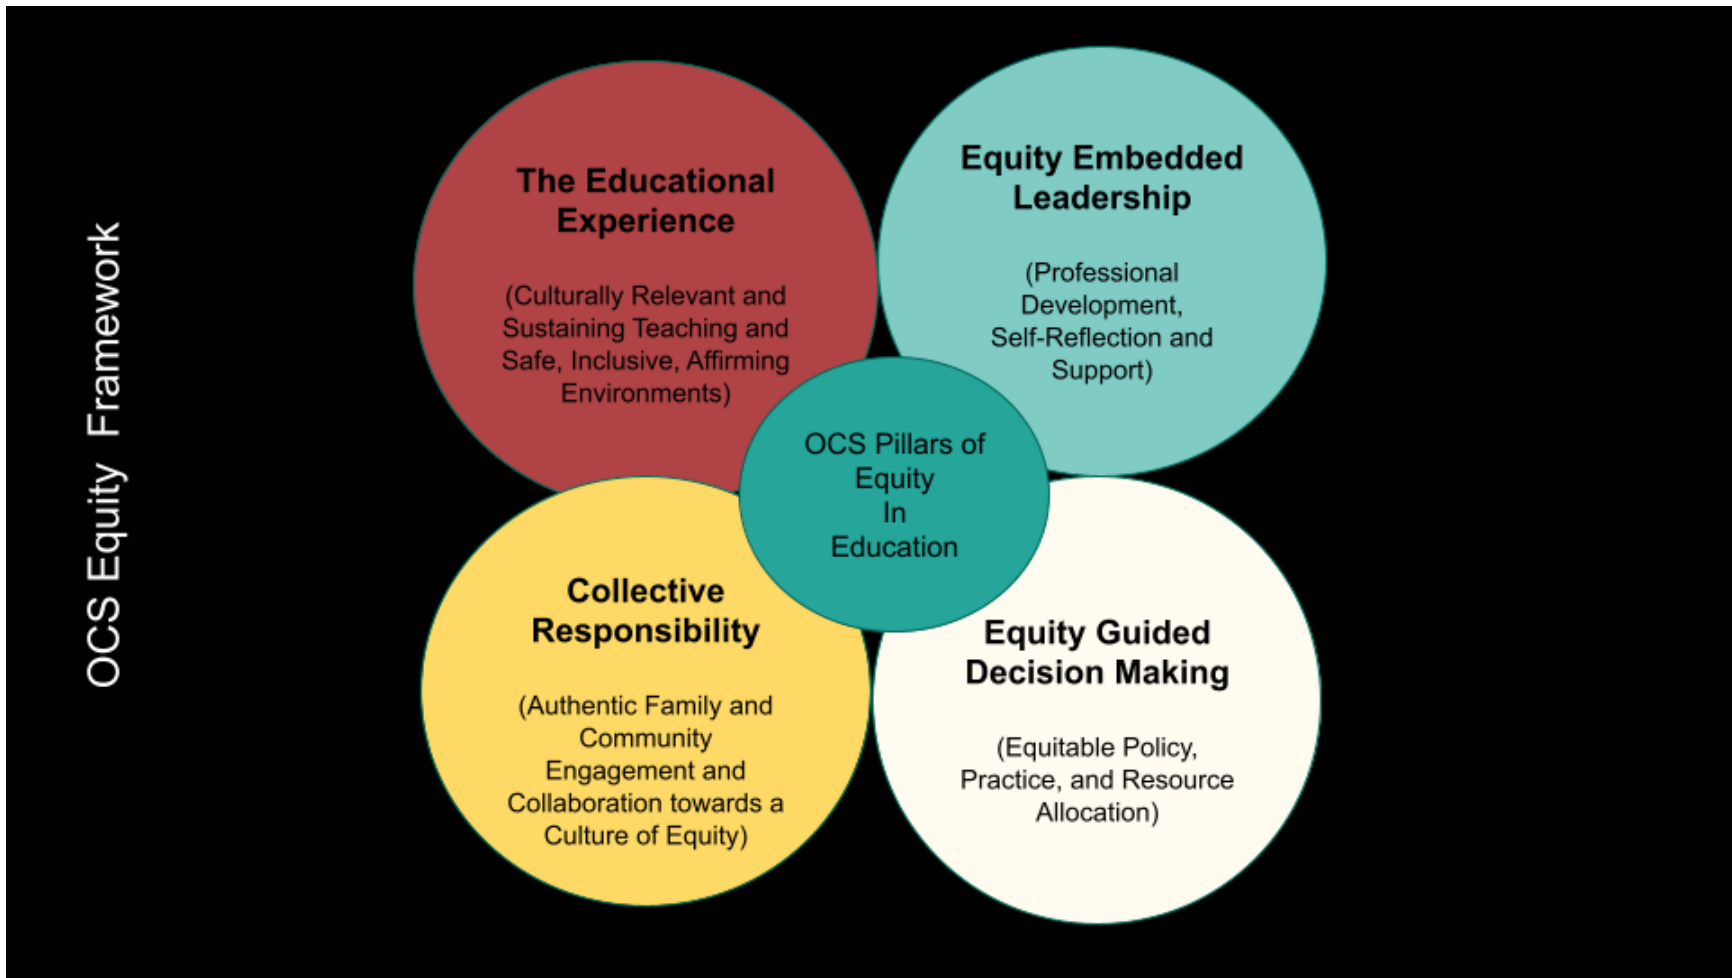 OCS Equity  Framework
The Educational
Experience
(Culturally Relevant and
Sustaining Teaching and
Safe, Inclusive, Affirming
Environments)
Equity Embedded
Leadership
(Professional
Development,
Self-Reflection and
Support)
OCS Pillars of
Equity
In
Education
Collective
Responsibility
(Authentic Family and
Community
Engagement and
Collaboration towards a
Culture of Equity)
Equity Guided
Decision Making
(Equitable Policy,
Practice, and Resource
Allocation)